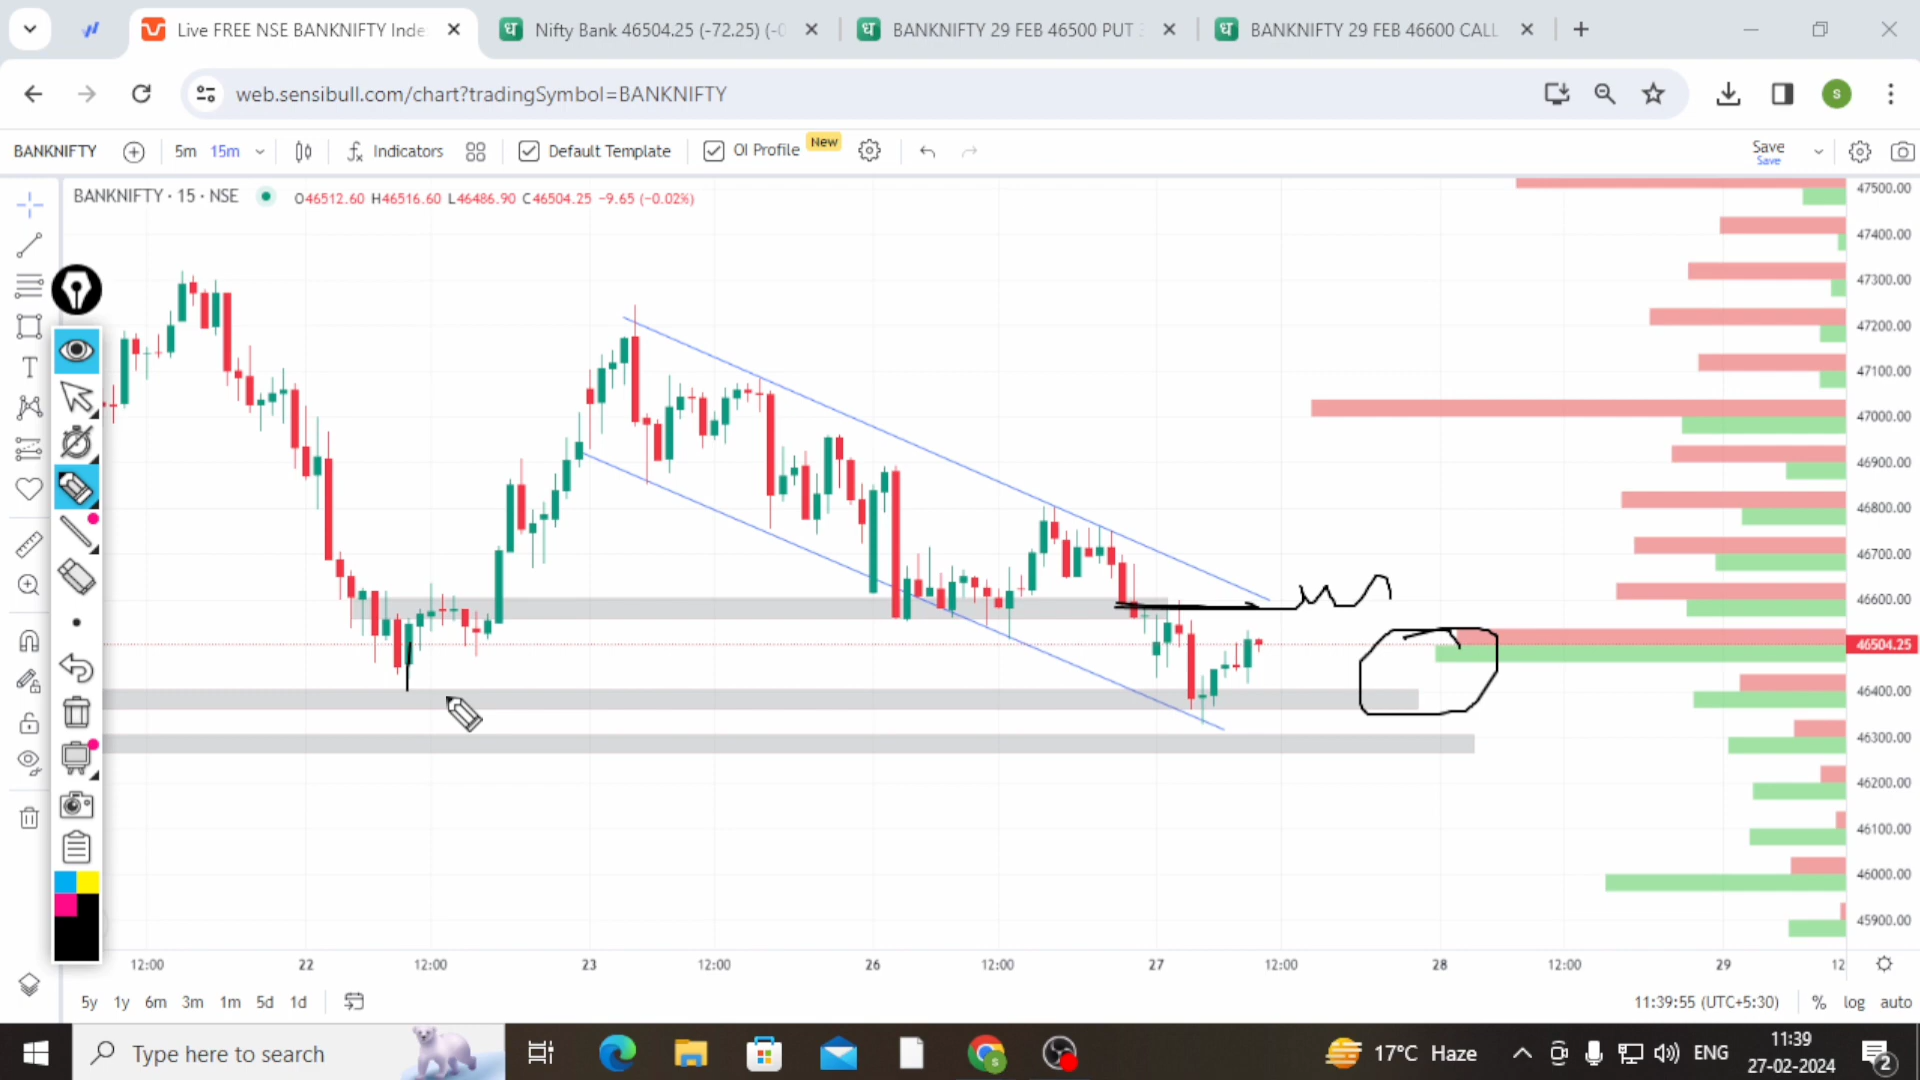 Live FREE NSE BANKNIFTY Inde
Nifty Bank 46504.25 (-72.25) (-0
BANKNIFTY 29 FEB 46500 PUT
BANKNIFTY 29 FEB 46600 CALL
web.sensibull.com/chart?tradingSymbol=BANKNIFTY
s
BANKNIFTY 5m 15m Indicators Default Template OI Profile New Save
Save
BANKNIFTY · 15 · NSE O46512.60 H46516.60 L46486.90 C46504.25 −9.65 (−0.02%)
47500.00
47400.00
47300.00
47200.00
47100.00
47000.00
46900.00
46800.00
46700.00
46600.00
46504.25
46400.00
46300.00
46200.00
46100.00
46000.00
45900.00
12:00 22 12:00 23 12:00 26 12:00 27 12:00 28 12:00 29 12
5y 1y 6m 3m 1m 5d 1d 11:39:55 (UTC+5:30) % log auto
Type here to search 17°C Haze ENG 11:39
27-02-2024 2